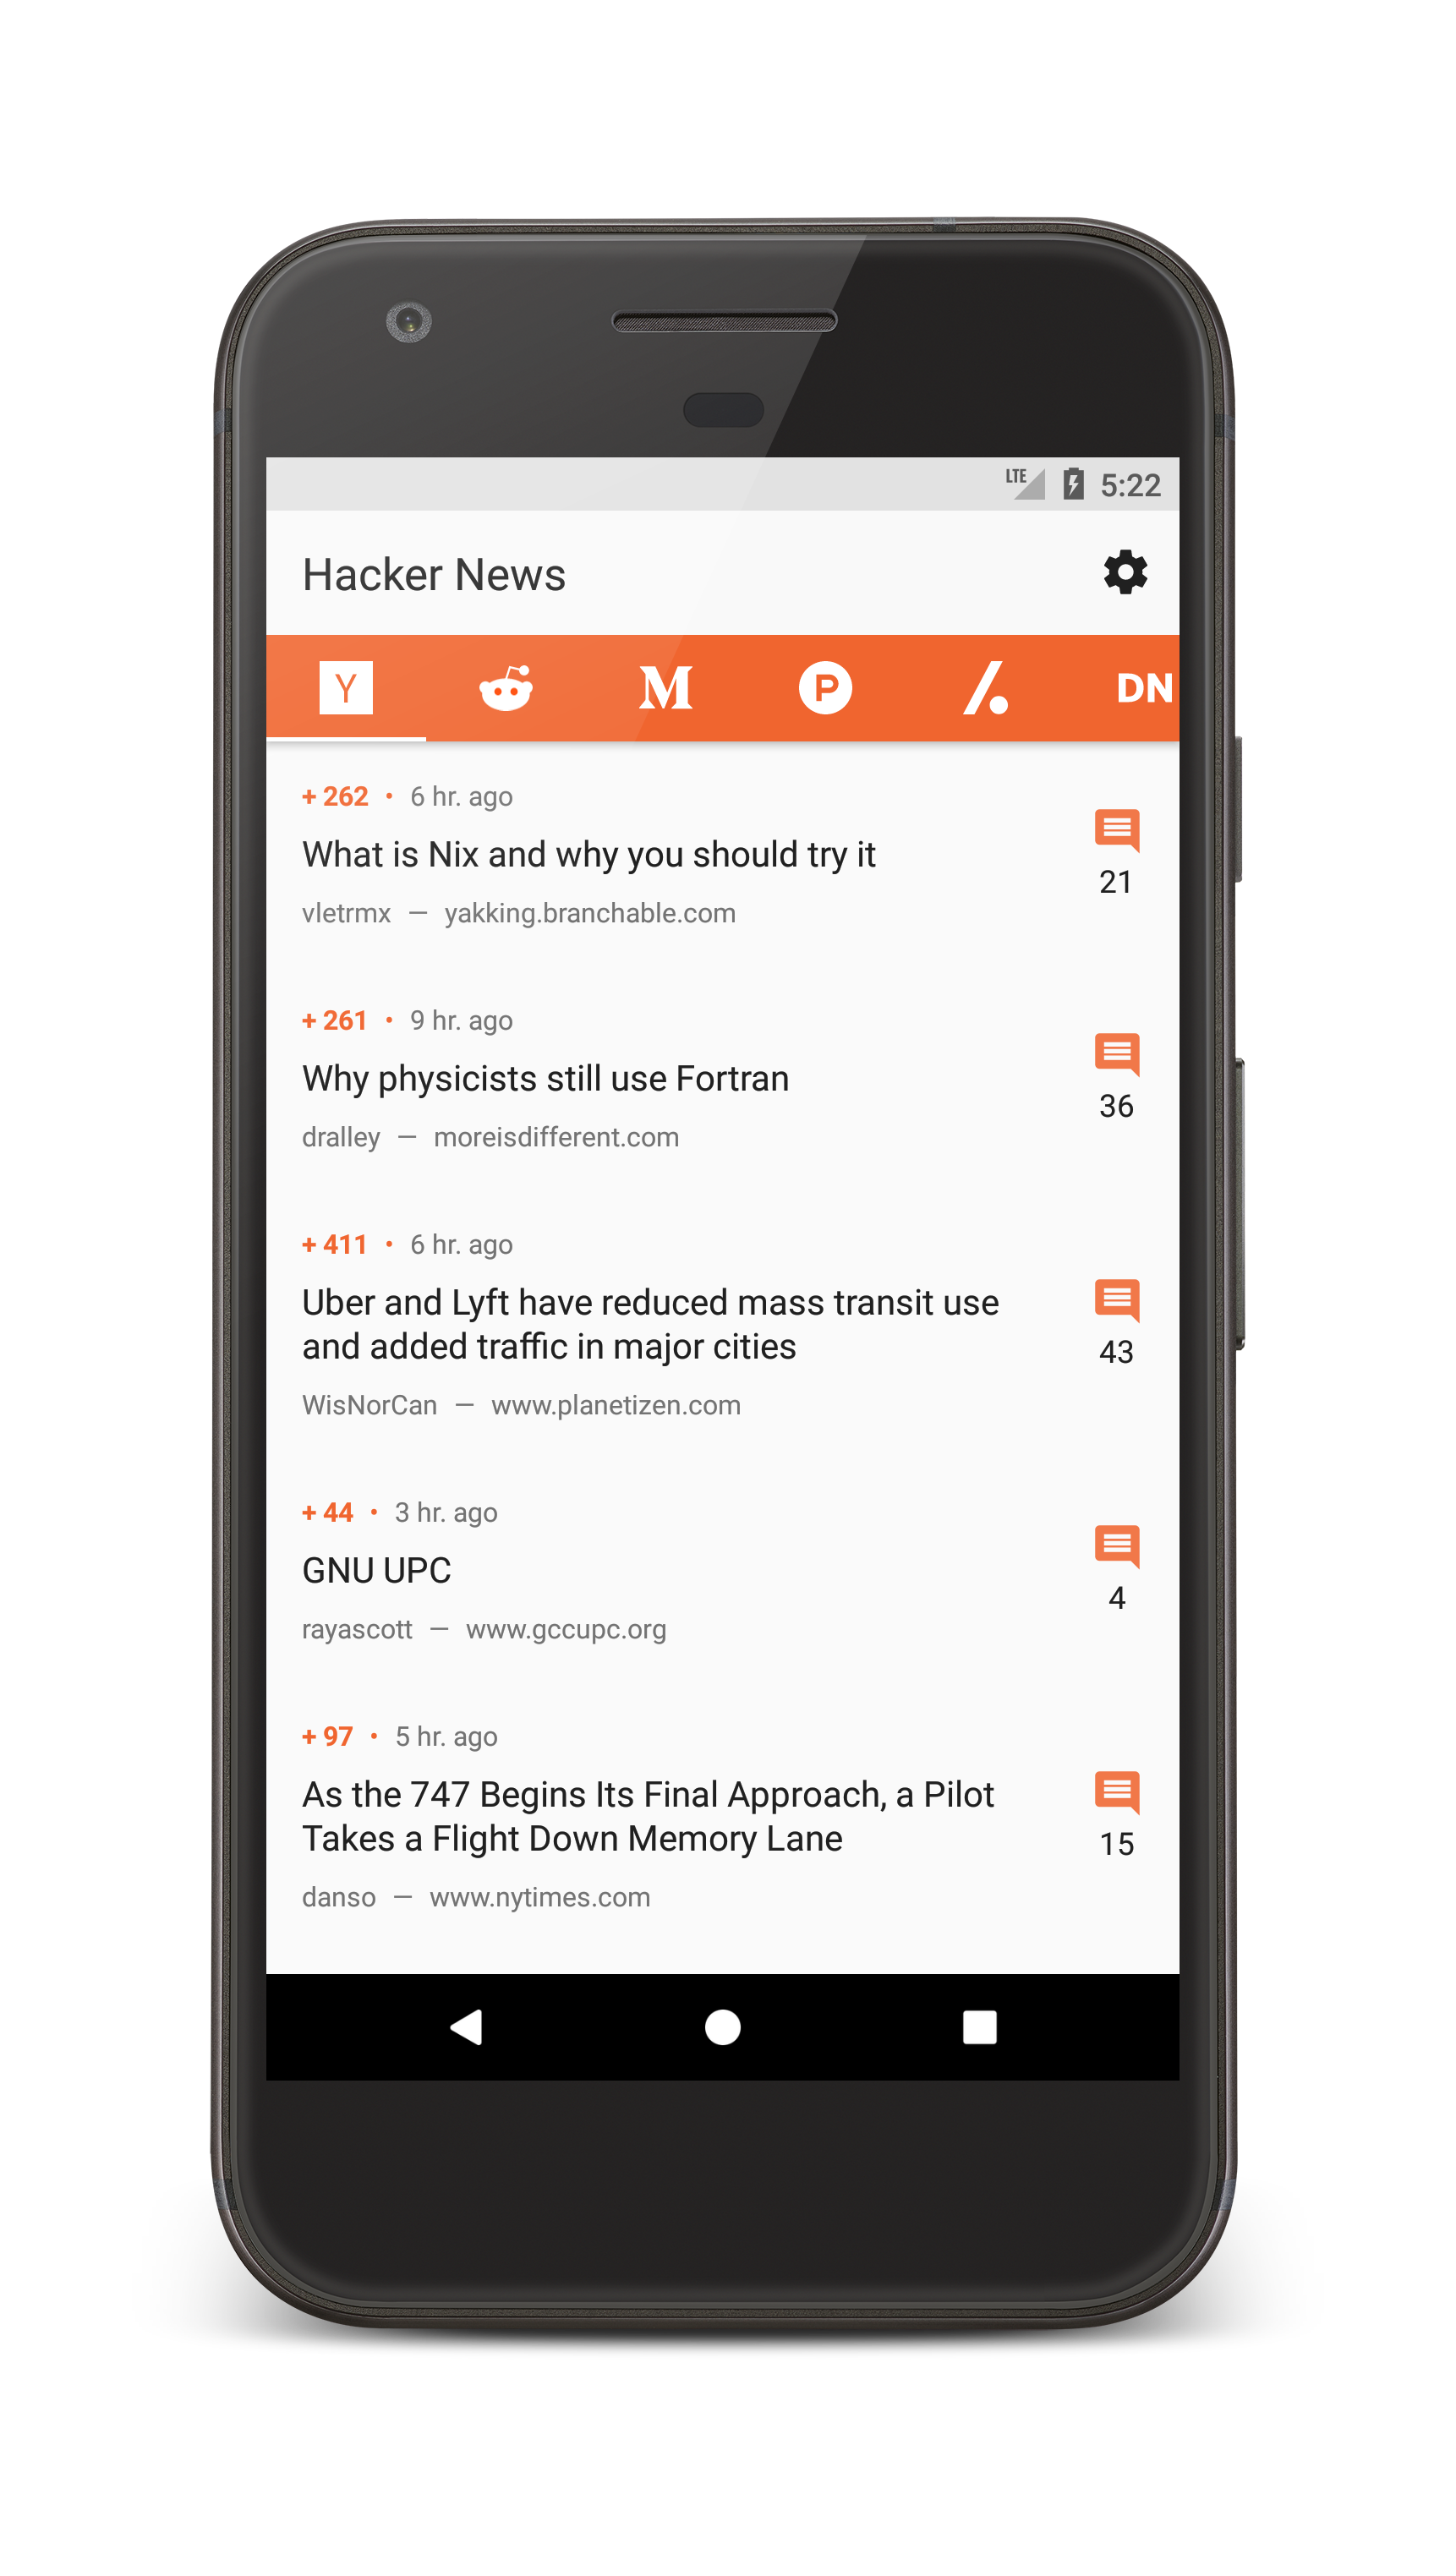 LTE 5:22
Hacker News
Y M P DN
+ 262 • 6 hr. ago
What is Nix and why you should try it
21
vletrmx — yakking.branchable.com
+ 261 • 9 hr. ago
Why physicists still use Fortran
36
dralley — moreisdifferent.com
+ 411 • 6 hr. ago
Uber and Lyft have reduced mass transit use
and added traffic in major cities
43
WisNorCan — www.planetizen.com
+ 44 • 3 hr. ago
GNU UPC
4
rayascott — www.gccupc.org
+ 97 • 5 hr. ago
As the 747 Begins Its Final Approach, a Pilot
Takes a Flight Down Memory Lane
15
danso — www.nytimes.com